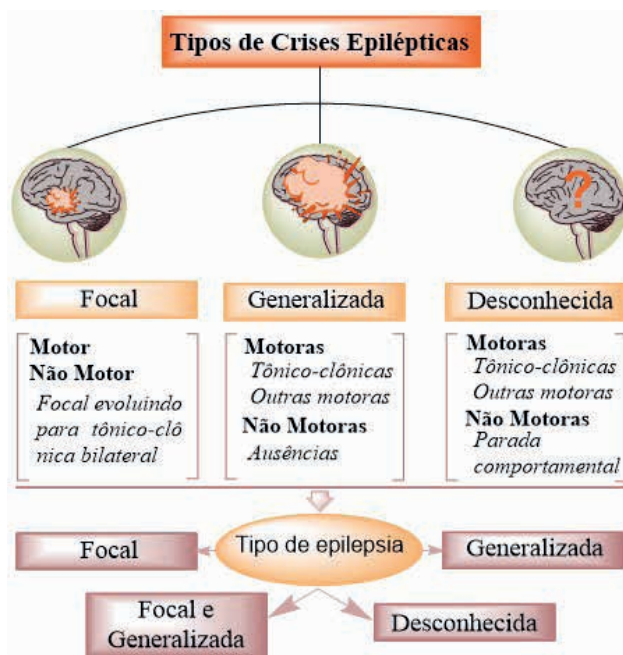 Tipos de Crises Epilépticas
?
Focal
Motor
Não Motor
Focal evoluindo
para tônico-clô
nica bilateral
Generalizada
Motoras
Tônico-clônicas
Outras motoras
Não Motoras
Ausências
Desconhecida
Motoras
Tônico-clônicas
Outras motoras
Não Motoras
Parada
comportamental
Tipo de epilepsia
Focal
Generalizada
Focal e
Generalizada
Desconhecida